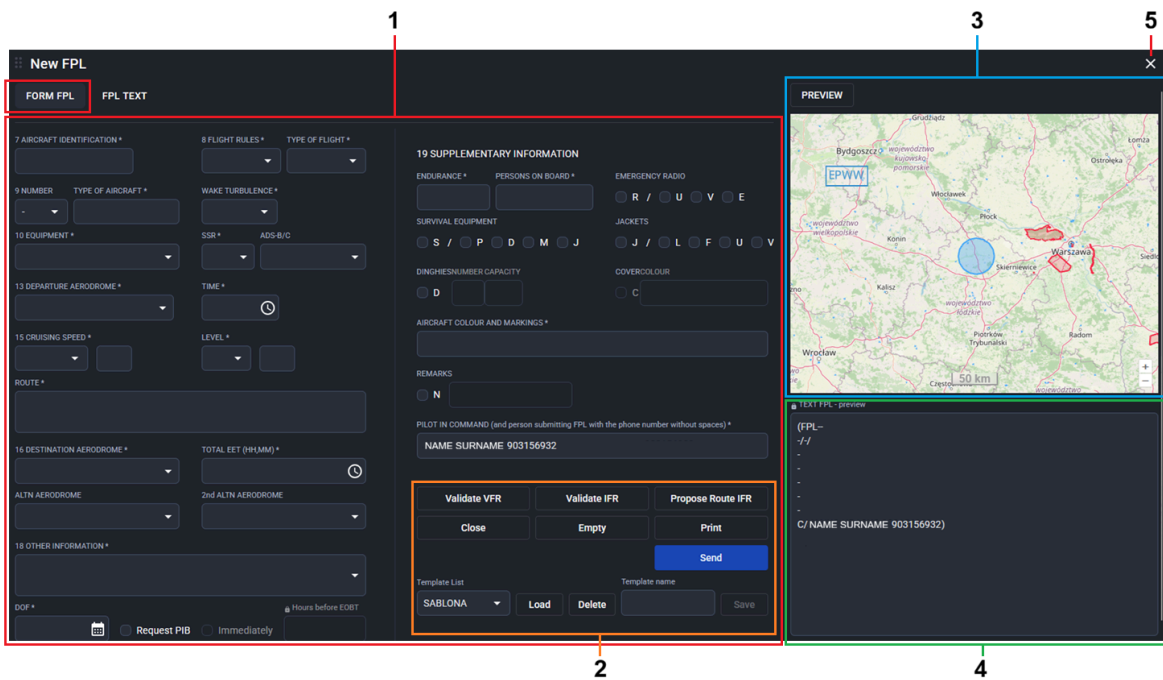 1
3
5
New FPL
FORM FPL
FPL TEXT
7 AIRCRAFT IDENTIFICATION *
8 FLIGHT RULES *
TYPE OF FLIGHT *
9 NUMBER
TYPE OF AIRCRAFT *
WAKE TURBULENCE *
-
10 EQUIPMENT *
SSR *
ADS-B/C
13 DEPARTURE AERODROME *
TIME *
15 CRUISING SPEED *
LEVEL *
ROUTE *
16 DESTINATION AERODROME *
TOTAL EET (HH,MM) *
ALTN AERODROME
2nd ALTN AERODROME
18 OTHER INFORMATION *
DOF *
Hours before EOBT
Request PIB
Immediately
19 SUPPLEMENTARY INFORMATION
ENDURANCE *
PERSONS ON BOARD *
EMERGENCY RADIO
R / U V E
SURVIVAL EQUIPMENT
JACKETS
S / P D M J
J / L F U V
DINGHIESNUMBER CAPACITY
COVERCOLOUR
D
C
AIRCRAFT COLOUR AND MARKINGS *
REMARKS
N
PILOT IN COMMAND (and person submitting FPL with the phone number without spaces) *
NAME SURNAME 903156932
Validate VFR
Validate IFR
Propose Route IFR
Close
Empty
Print
Send
Template List
Template name
SABLONA
Load
Delete
Save
PREVIEW
Grudziądz
Bydgoszcz
województwo
kujawsko
pomorskie
Łomża
Ostrołęka
EPWW
Włocławek
Płock
województwo
wielkopolskie
Konin
Warszawa
Siedlc
Skierniewice
Kalisz
województwo
łódzkie
Piotrków
Trybunalski
Radom
Wrocław
50 km
Często
województwo
+
−
TEXT FPL - preview
(FPL--
-/-/
-
-
-
-
-
C/ NAME SURNAME 903156932)
2
4